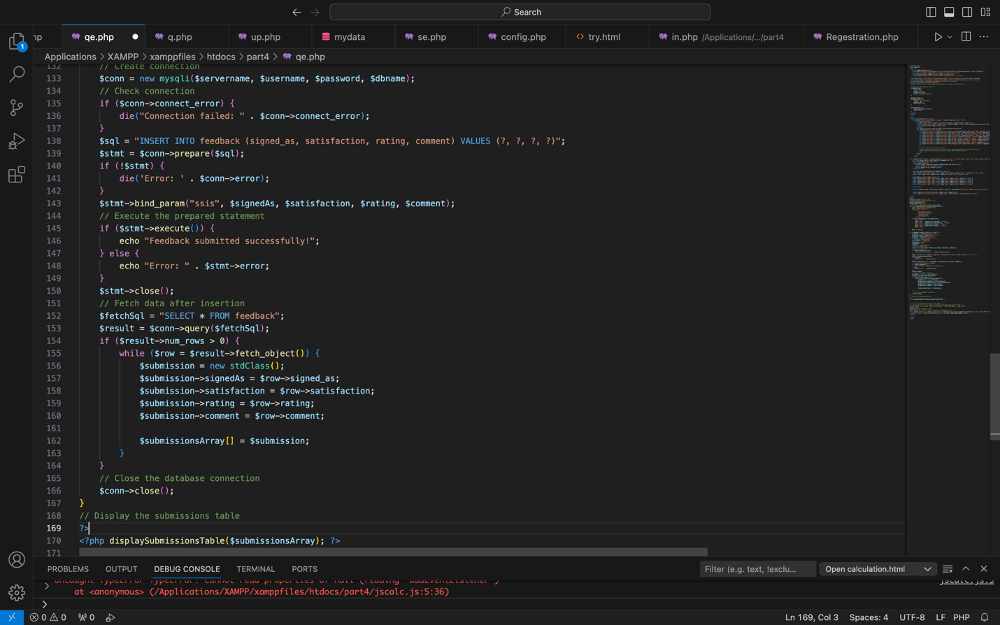 Search
np
qe.php
q.php
up.php
mydata
se.php
config.php
try.html
in.php /Applications/.../part4
Regestration.php
1
Applications > XAMPP > xamppfiles > htdocs > part4 > qe.php
132 // Create connection
133 $conn = new mysqli($servername, $username, $password, $dbname);
134 // Check connection
135 if ($conn->connect_error) {
136 die("Connection failed: " . $conn->connect_error);
137 }
138 $sql = "INSERT INTO feedback (signed_as, satisfaction, rating, comment) VALUES (?, ?, ?, ?)";
139 $stmt = $conn->prepare($sql);
140 if (!$stmt) {
141 die('Error: ' . $conn->error);
142 }
143 $stmt->bind_param("ssis", $signedAs, $satisfaction, $rating, $comment);
144 // Execute the prepared statement
145 if ($stmt->execute()) {
146 echo "Feedback submitted successfully!";
147 } else {
148 echo "Error: " . $stmt->error;
149 }
150 $stmt->close();
151 // Fetch data after insertion
152 $fetchSql = "SELECT * FROM feedback";
153 $result = $conn->query($fetchSql);
154 if ($result->num_rows > 0) {
155 while ($row = $result->fetch_object()) {
156 $submission = new stdClass();
157 $submission->signedAs = $row->signed_as;
158 $submission->satisfaction = $row->satisfaction;
159 $submission->rating = $row->rating;
160 $submission->comment = $row->comment;
161
162 $submissionsArray[] = $submission;
163 }
164 }
165 // Close the database connection
166 $conn->close();
167 }
168 // Display the submissions table
169 ?>
170 <?php displaySubmissionsTable($submissionsArray); ?>
171
PROBLEMS OUTPUT DEBUG CONSOLE TERMINAL PORTS
Filter (e.g. text, !exclu...
Open calculation.html
Uncaught TypeError TypeError: Cannot read properties of null (reading 'addEventListener')
jscalc.js:5
at <anonymous> (/Applications/XAMPP/xamppfiles/htdocs/part4/jscalc.js:5:36)
0 0 0
Ln 169, Col 3 Spaces: 4 UTF-8 LF PHP